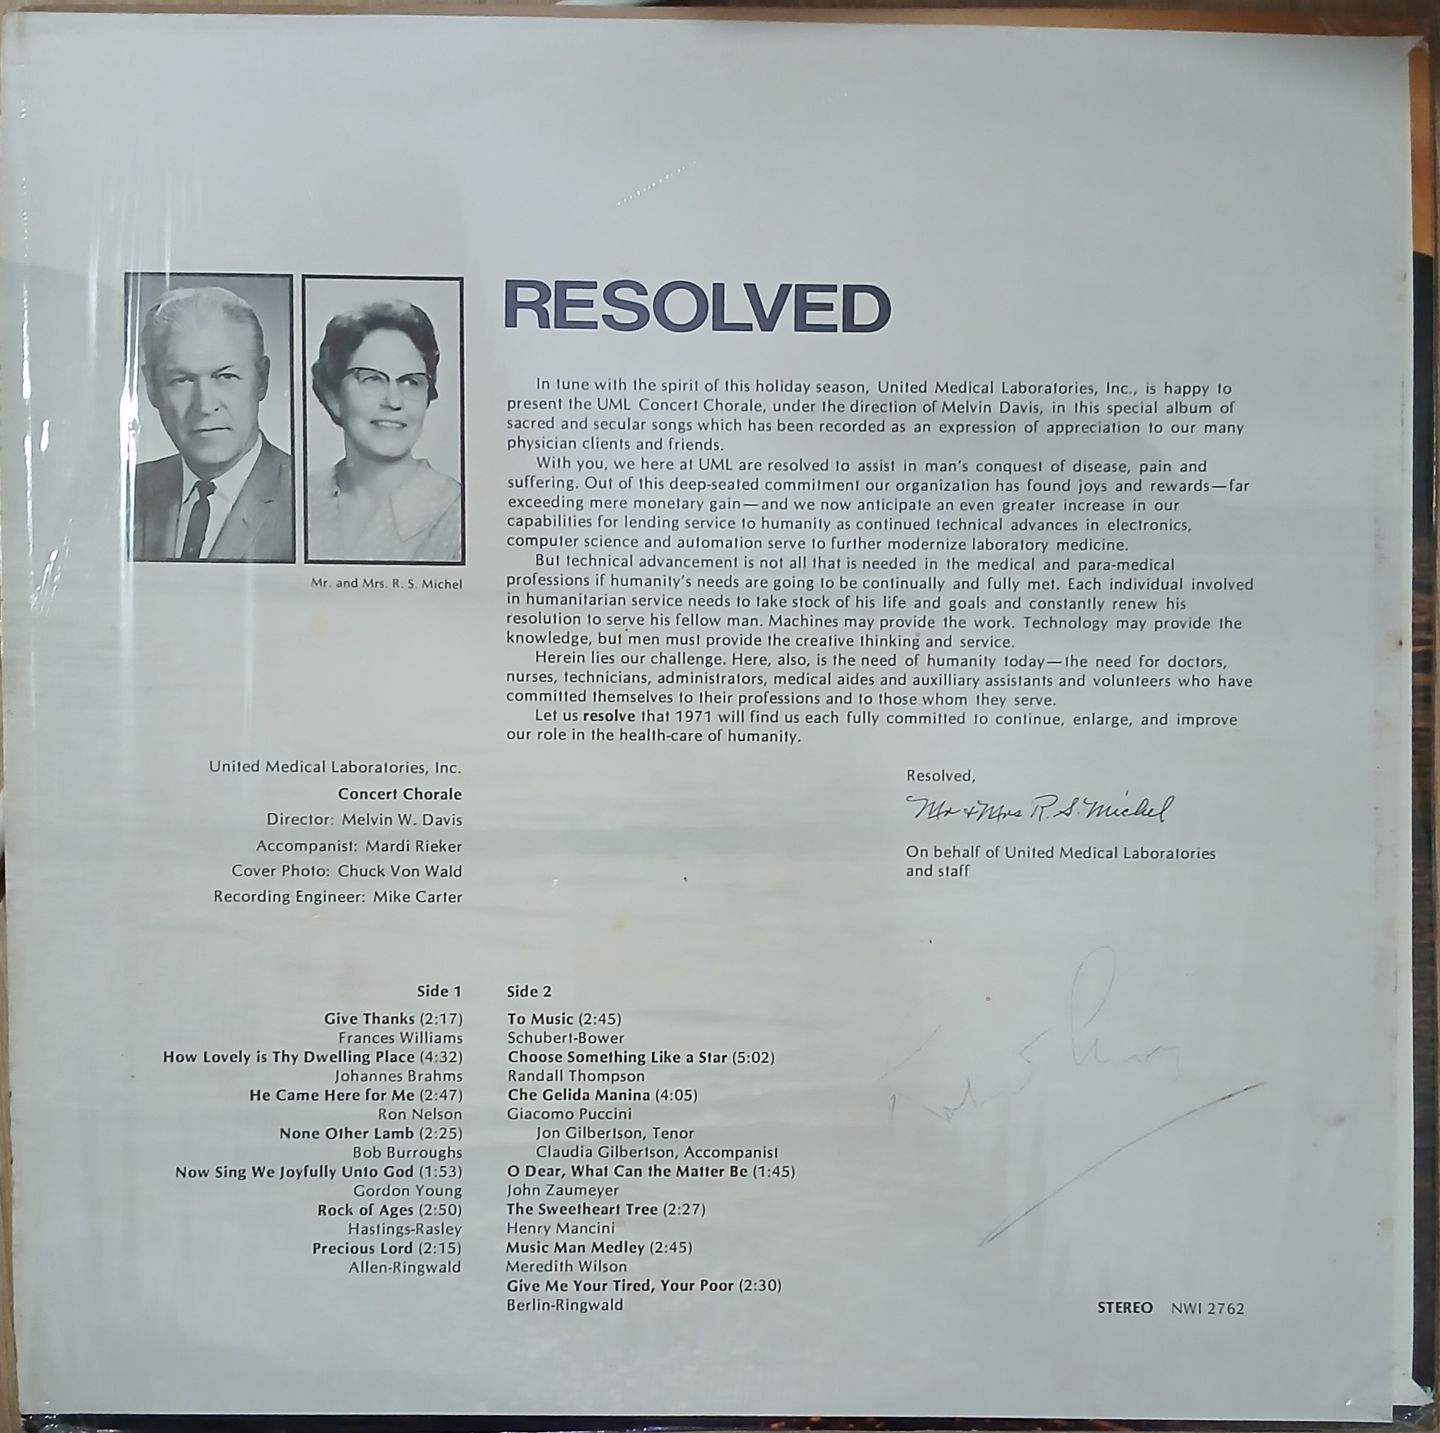 RESOLVED
In tune with the spirit of this holiday season, United Medical Laboratories, Inc., is happy to
present the UML Concert Chorale, under the direction of Melvin Davis, in this special album of
sacred and secular songs which has been recorded as an expression of appreciation to our many
physician clients and friends.
With you, we here at UML are resolved to assist in man's conquest of disease, pain and
suffering. Out of this deep-seated commitment our organization has found joys and rewards—far
exceeding mere monetary gain—and we now anticipate an even greater increase in our
capabilities for lending service to humanity as continued technical advances in electronics,
computer science and automation serve to further modernize laboratory medicine.
But technical advancement is not all that is needed in the medical and para-medical
professions if humanity's needs are going to be continually and fully met. Each individual involved
in humanitarian service needs to take stock of his life and goals and constantly renew his
resolution to serve his fellow man. Machines may provide the work. Technology may provide the
knowledge, but men must provide the creative thinking and service.
Herein lies our challenge. Here, also, is the need of humanity today—the need for doctors,
nurses, technicians, administrators, medical aides and auxilliary assistants and volunteers who have
committed themselves to their professions and to those whom they serve.
Let us resolve that 1971 will find us each fully committed to continue, enlarge, and improve
our role in the health-care of humanity.
Mr. and Mrs. R. S. Michel
Resolved,
Mr & Mrs R. S. Michel
On behalf of United Medical Laboratories
and staff
United Medical Laboratories, Inc.
Concert Chorale
Director: Melvin W. Davis
Accompanist: Mardi Rieker
Cover Photo: Chuck Von Wald
Recording Engineer: Mike Carter
Side 1
Give Thanks (2:17)
Frances Williams
How Lovely is Thy Dwelling Place (4:32)
Johannes Brahms
He Came Here for Me (2:47)
Ron Nelson
None Other Lamb (2:25)
Bob Burroughs
Now Sing We Joyfully Unto God (1:53)
Gordon Young
Rock of Ages (2:50)
Hastings-Rasley
Precious Lord (2:15)
Allen-Ringwald
Side 2
To Music (2:45)
Schubert-Bower
Choose Something Like a Star (5:02)
Randall Thompson
Che Gelida Manina (4:05)
Giacomo Puccini
Jon Gilbertson, Tenor
Claudia Gilbertson, Accompanist
O Dear, What Can the Matter Be (1:45)
John Zaumeyer
The Sweetheart Tree (2:27)
Henry Mancini
Music Man Medley (2:45)
Meredith Wilson
Give Me Your Tired, Your Poor (2:30)
Berlin-Ringwald
STEREO NWI 2762